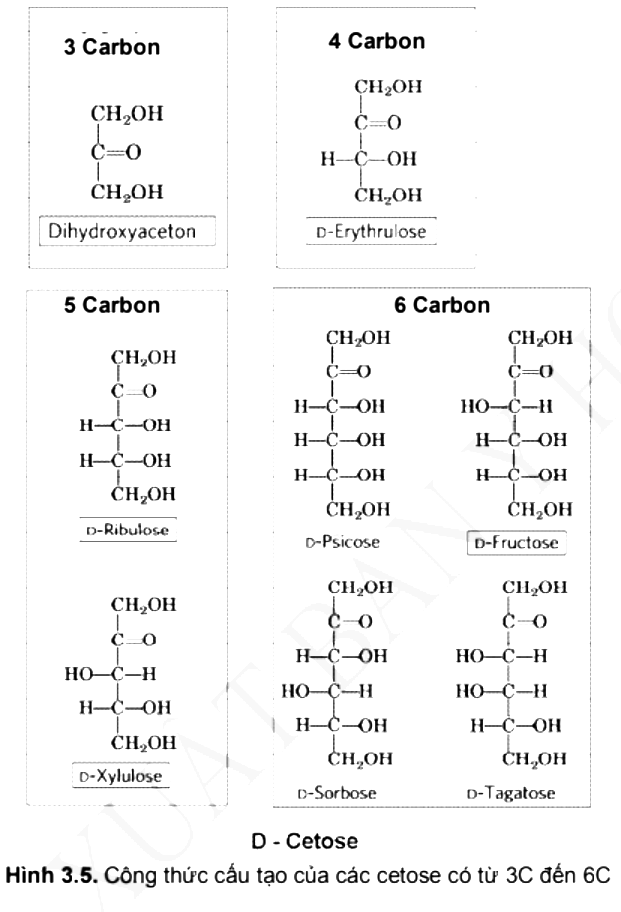 3 Carbon
CH₂OH
C=O
CH₂OH
Dihydroxyaceton
4 Carbon
CH₂OH
C=O
H–C–OH
CH₂OH
D-Erythrulose
5 Carbon
CH₂OH
C=O
H–C–OH
H–C–OH
CH₂OH
D-Ribulose
CH₂OH
C=O
HO–C–H
H–C–OH
CH₂OH
D-Xylulose
6 Carbon
CH₂OH
C=O
H–C–OH
H–C–OH
H–C–OH
CH₂OH
D-Psicose
CH₂OH
C=O
HO–C–H
H–C–OH
H–C–OH
CH₂OH
D-Fructose
CH₂OH
C=O
H–C–OH
HO–C–H
H–C–OH
CH₂OH
D-Sorbose
CH₂OH
C=O
HO–C–H
HO–C–H
H–C–OH
CH₂OH
D-Tagatose
D - Cetose
Hình 3.5. Công thức cấu tạo của các cetose có từ 3C đến 6C
XUẤT BẢN Y